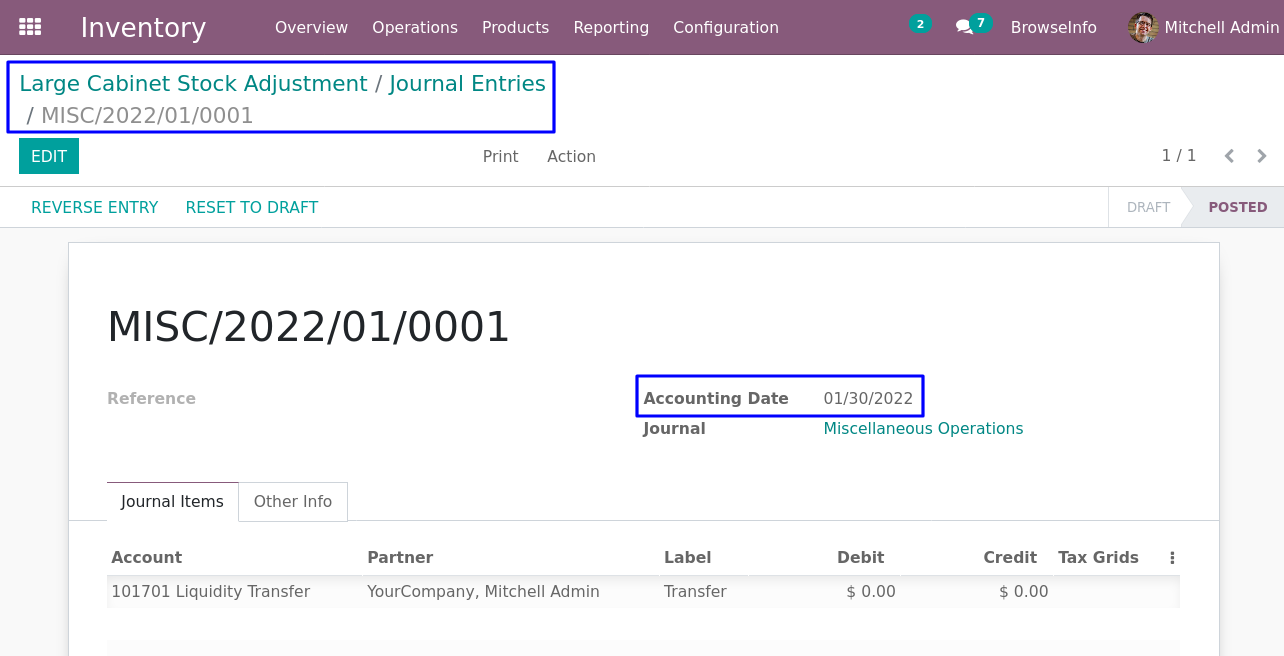 Inventory Overview Operations Products Reporting Configuration 2 7 BrowseInfo Mitchell Admin
Large Cabinet Stock Adjustment / Journal Entries
/ MISC/2022/01/0001
EDIT Print Action 1 / 1
REVERSE ENTRY RESET TO DRAFT DRAFT POSTED
MISC/2022/01/0001
Reference Accounting Date 01/30/2022
Journal Miscellaneous Operations
Journal Items Other Info
Account Partner Label Debit Credit Tax Grids
101701 Liquidity Transfer YourCompany, Mitchell Admin Transfer $ 0.00 $ 0.00